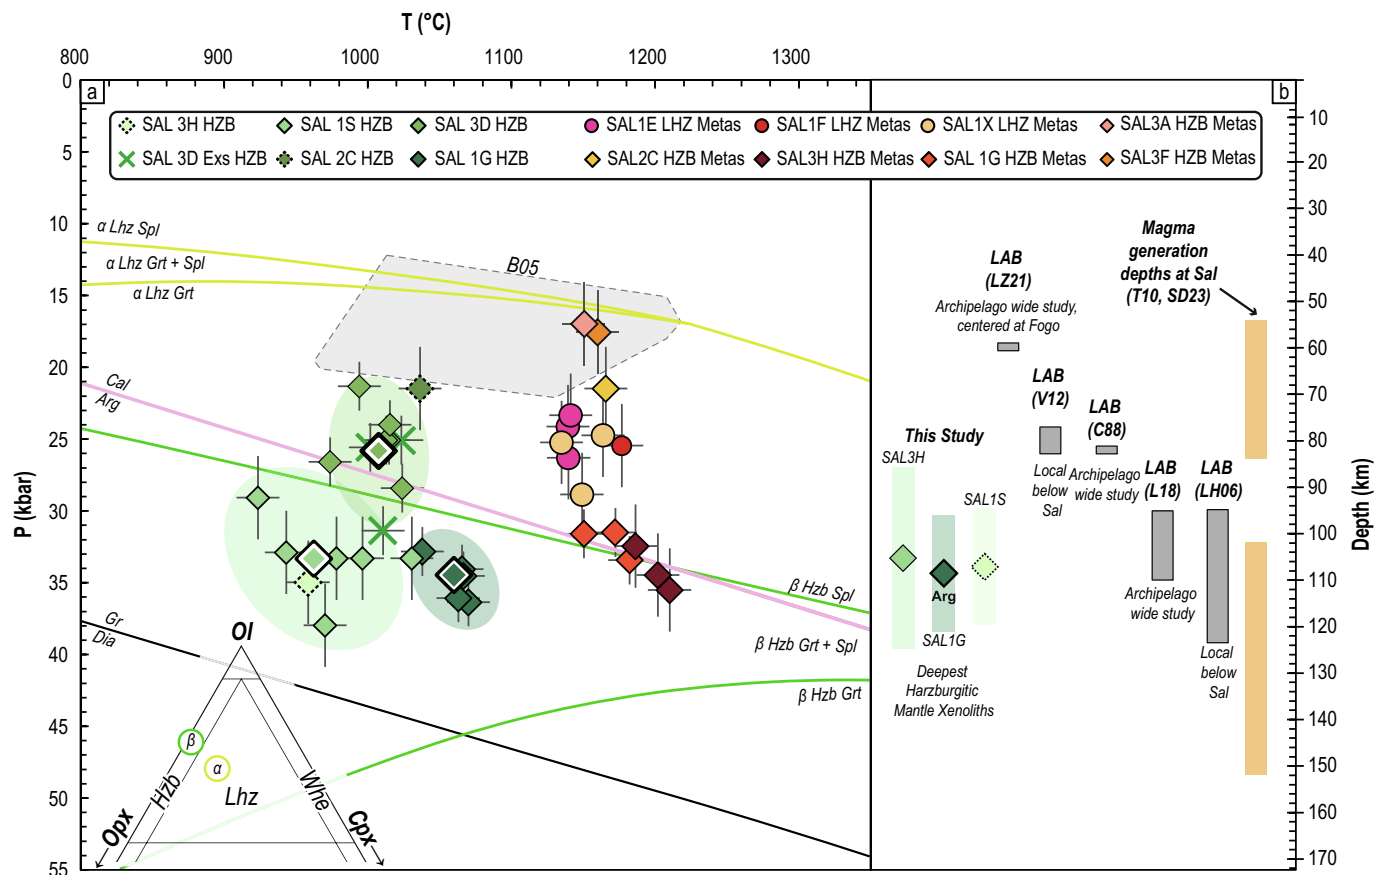 T (°C)
800
900
1000
1100
1200
1300
a
b
SAL 3H HZB
SAL 1S HZB
SAL 3D HZB
SAL1E LHZ Metas
SAL1F LHZ Metas
SAL1X LHZ Metas
SAL3A HZB Metas
SAL 3D Exs HZB
SAL 2C HZB
SAL 1G HZB
SAL2C HZB Metas
SAL3H HZB Metas
SAL 1G HZB Metas
SAL3F HZB Metas
P (kbar)
0
5
10
15
20
25
30
35
40
45
50
55
α Lhz Spl
α Lhz Grt + Spl
α Lhz Grt
B05
Cal
Arg
β Hzb Spl
β Hzb Grt + Spl
β Hzb Grt
Gr
Dia
Ol
β
α
Hzb
Lhz
Whe
Opx
Cpx
Magma
generation
depths at Sal
(T10, SD23)
LAB
(LZ21)
Archipelago wide study,
centered at Fogo
LAB
(V12)
Local
below
Sal
LAB
(C88)
Archipelago
wide study
This Study
SAL3H
SAL1S
Arg
SAL1G
Deepest
Harzburgitic
Mantle Xenoliths
LAB
(L18)
Archipelago
wide study
LAB
(LH06)
Local
below
Sal
Depth (km)
10
20
30
40
50
60
70
80
90
100
110
120
130
140
150
160
170